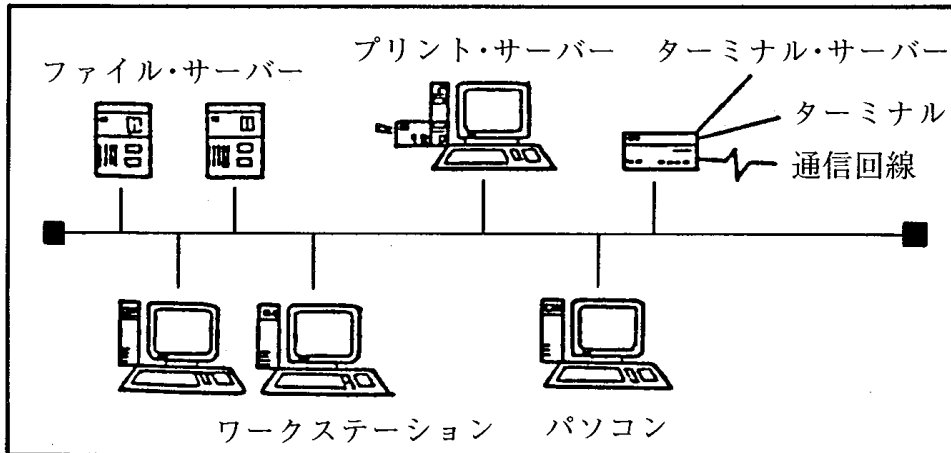 プリント・サーバー
ターミナル・サーバー
ファイル・サーバー
ターミナル
通信回線
ワークステーション
パソコン